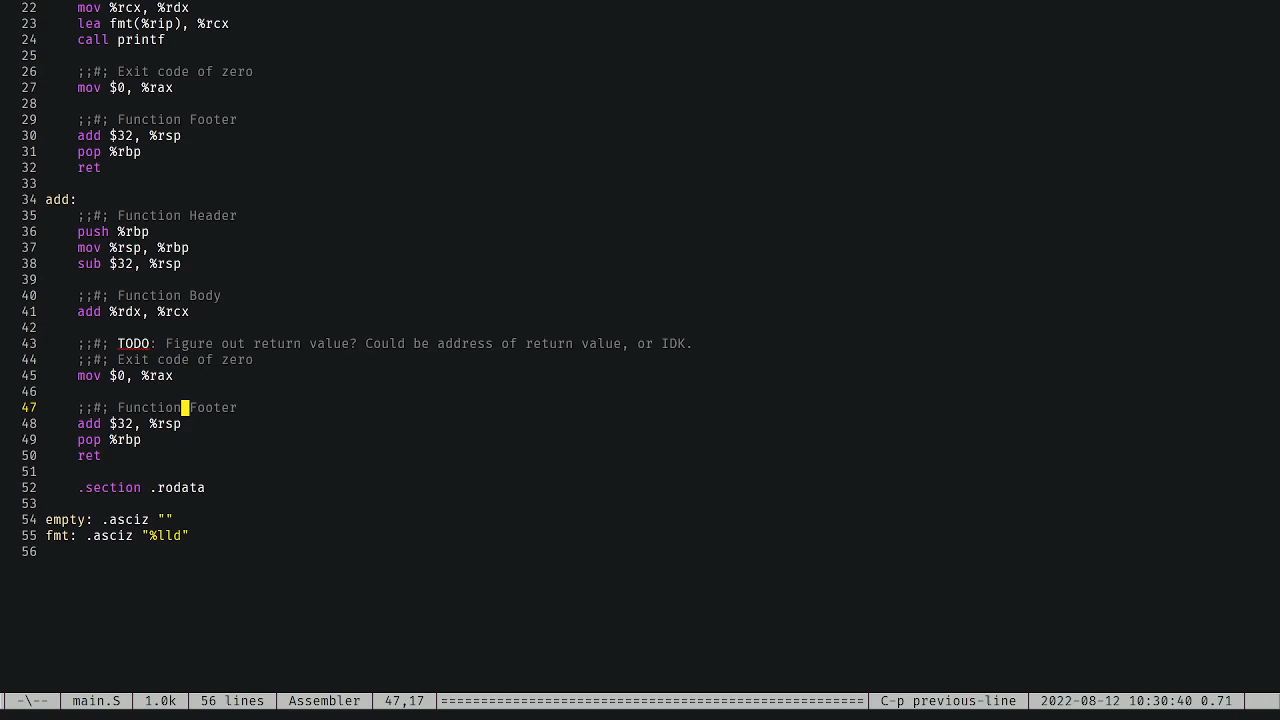 22     mov %rcx, %rdx
23     lea fmt(%rip), %rcx
24     call printf
25
26     ;;#; Exit code of zero
27     mov $0, %rax
28
29     ;;#; Function Footer
30     add $32, %rsp
31     pop %rbp
32     ret
33
34 add:
35     ;;#; Function Header
36     push %rbp
37     mov %rsp, %rbp
38     sub $32, %rsp
39
40     ;;#; Function Body
41     add %rdx, %rcx
42
43     ;;#; TODO: Figure out return value? Could be address of return value, or IDK.
44     ;;#; Exit code of zero
45     mov $0, %rax
46
47     ;;#; Function Footer
48     add $32, %rsp
49     pop %rbp
50     ret
51
52     .section .rodata
53
54 empty: .asciz ""
55 fmt: .asciz "%lld"
56
-\-- main.S 1.0k 56 lines Assembler 47,17 ===================================================== C-p previous-line 2022-08-12 10:30:40 0.71